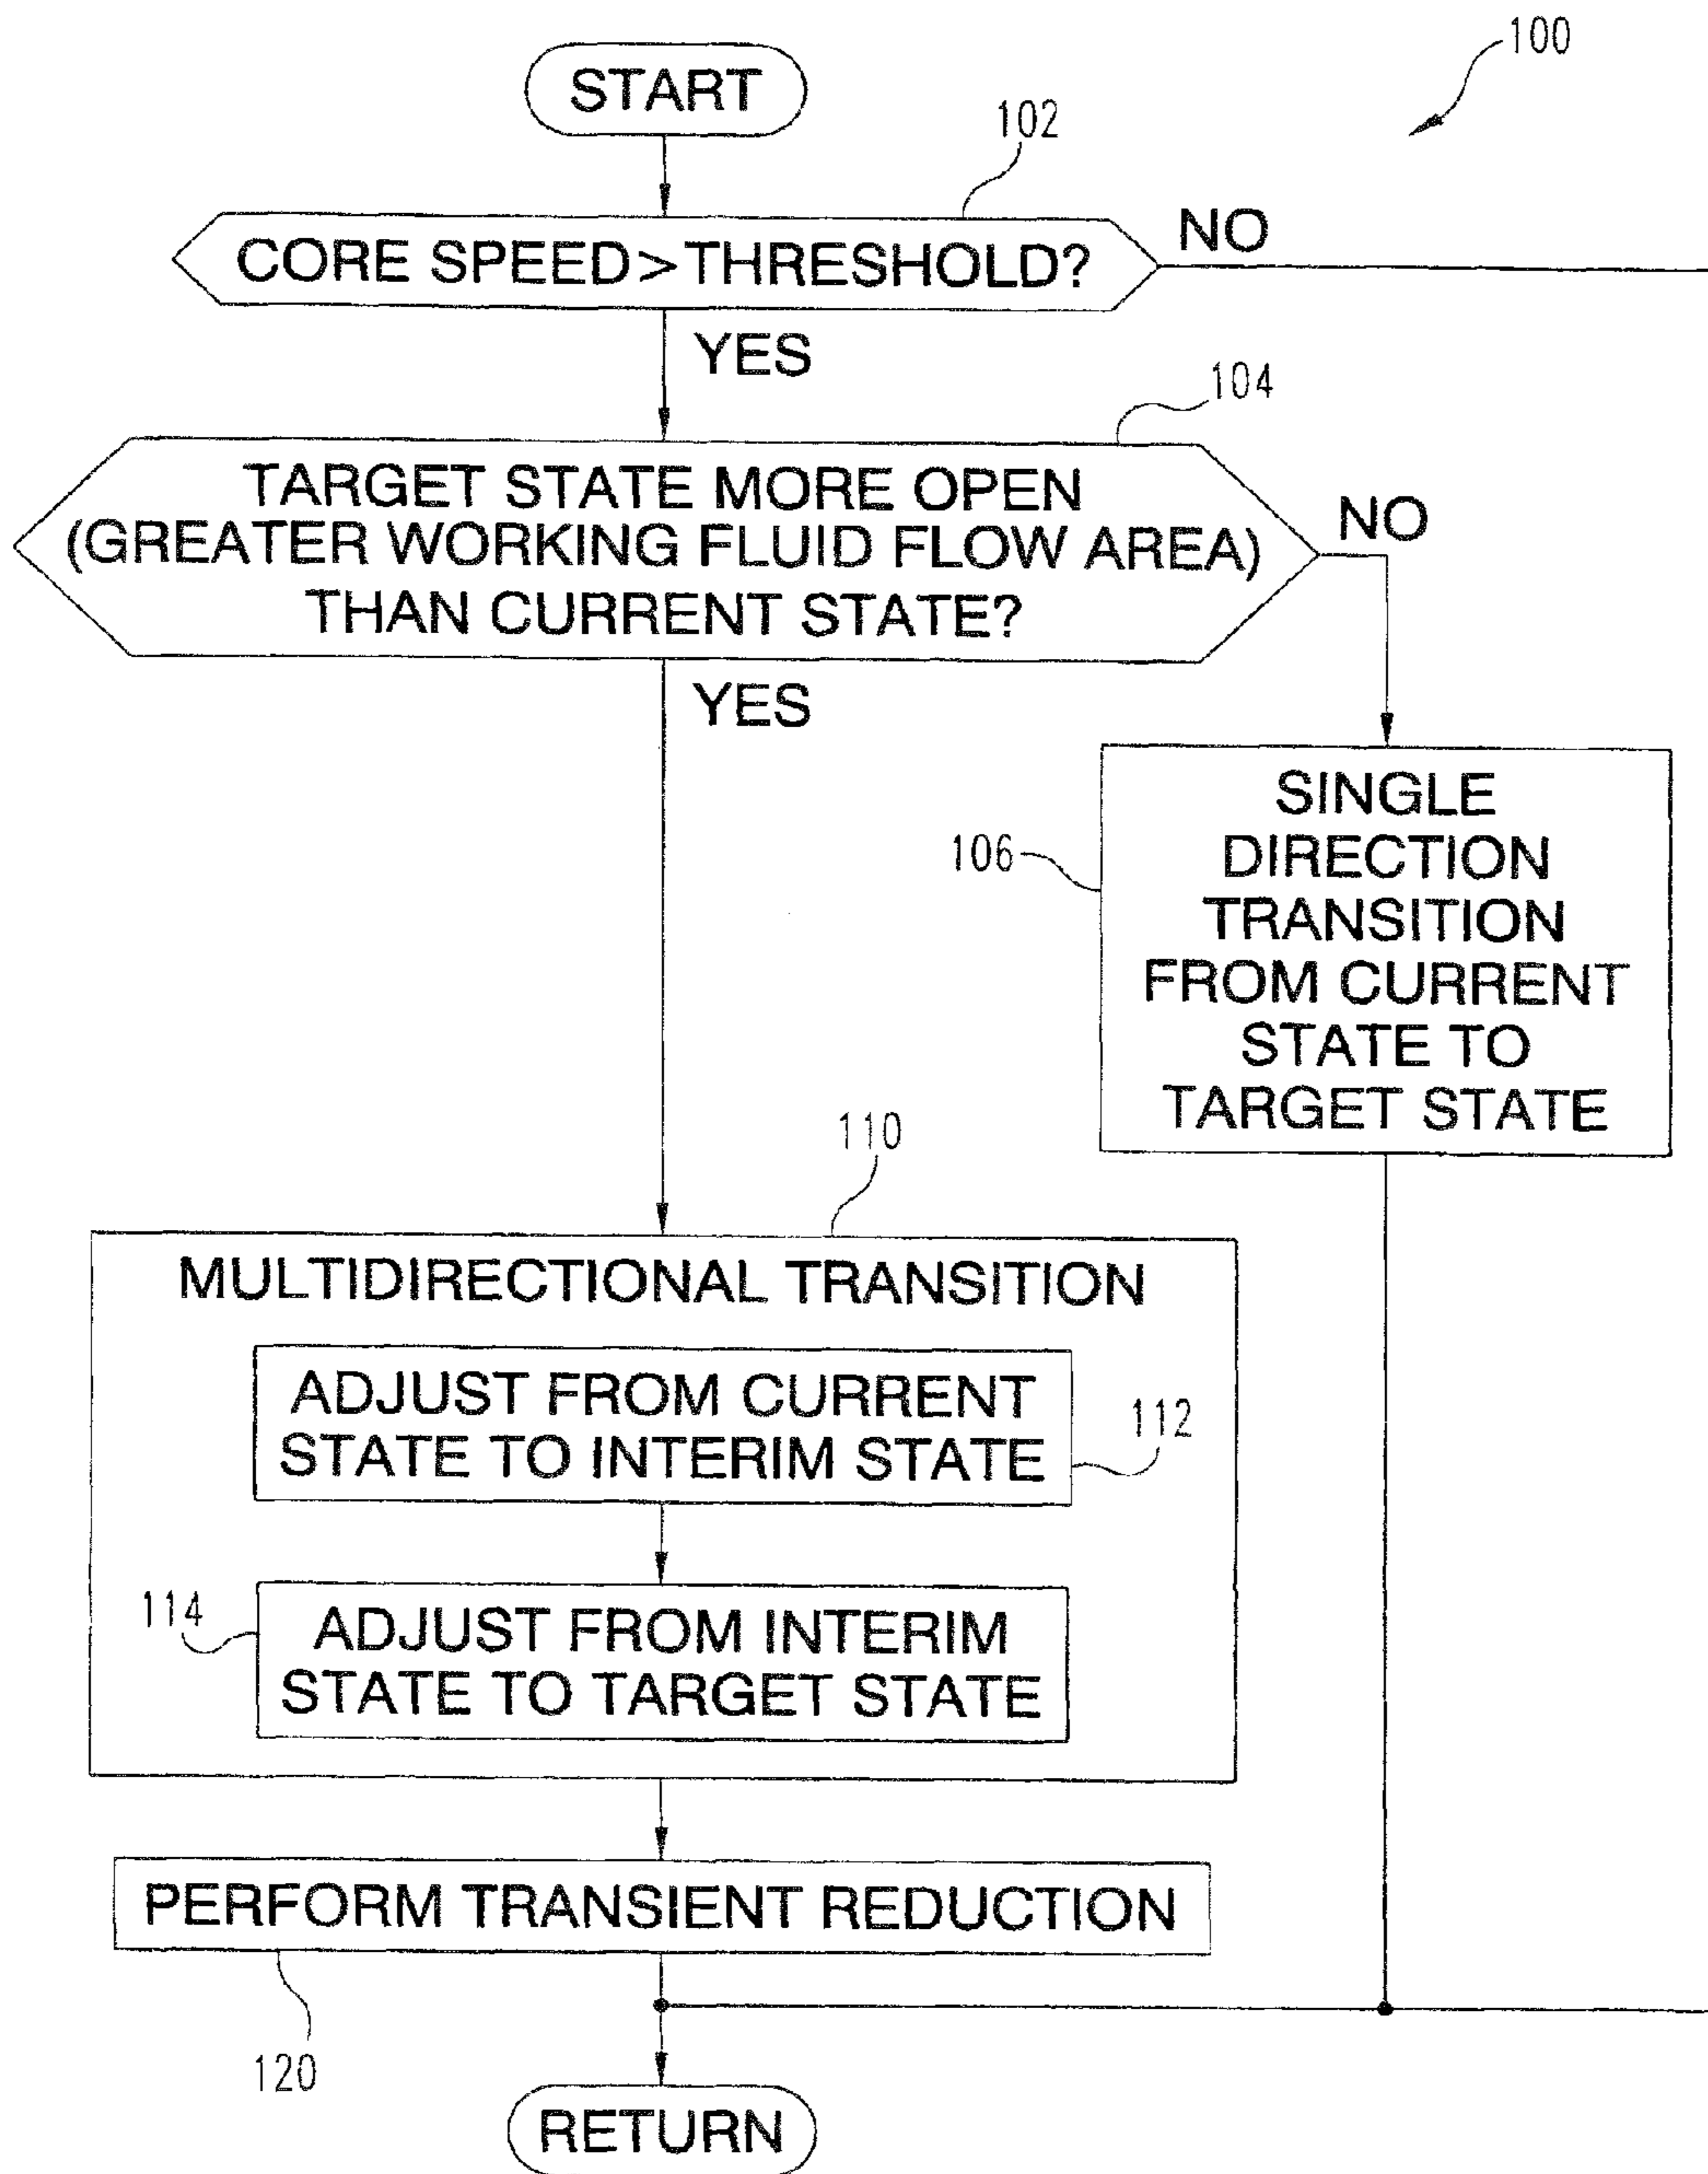 100
START
102
CORE SPEED>THRESHOLD?
NO
YES
104
TARGET STATE MORE OPEN
(GREATER WORKING FLUID FLOW AREA)
THAN CURRENT STATE?
NO
YES
SINGLE
DIRECTION
TRANSITION
FROM CURRENT
STATE TO
TARGET STATE
106
110
MULTIDIRECTIONAL TRANSITION
ADJUST FROM CURRENT
STATE TO INTERIM STATE
112
114
ADJUST FROM INTERIM
STATE TO TARGET STATE
PERFORM TRANSIENT REDUCTION
120
RETURN